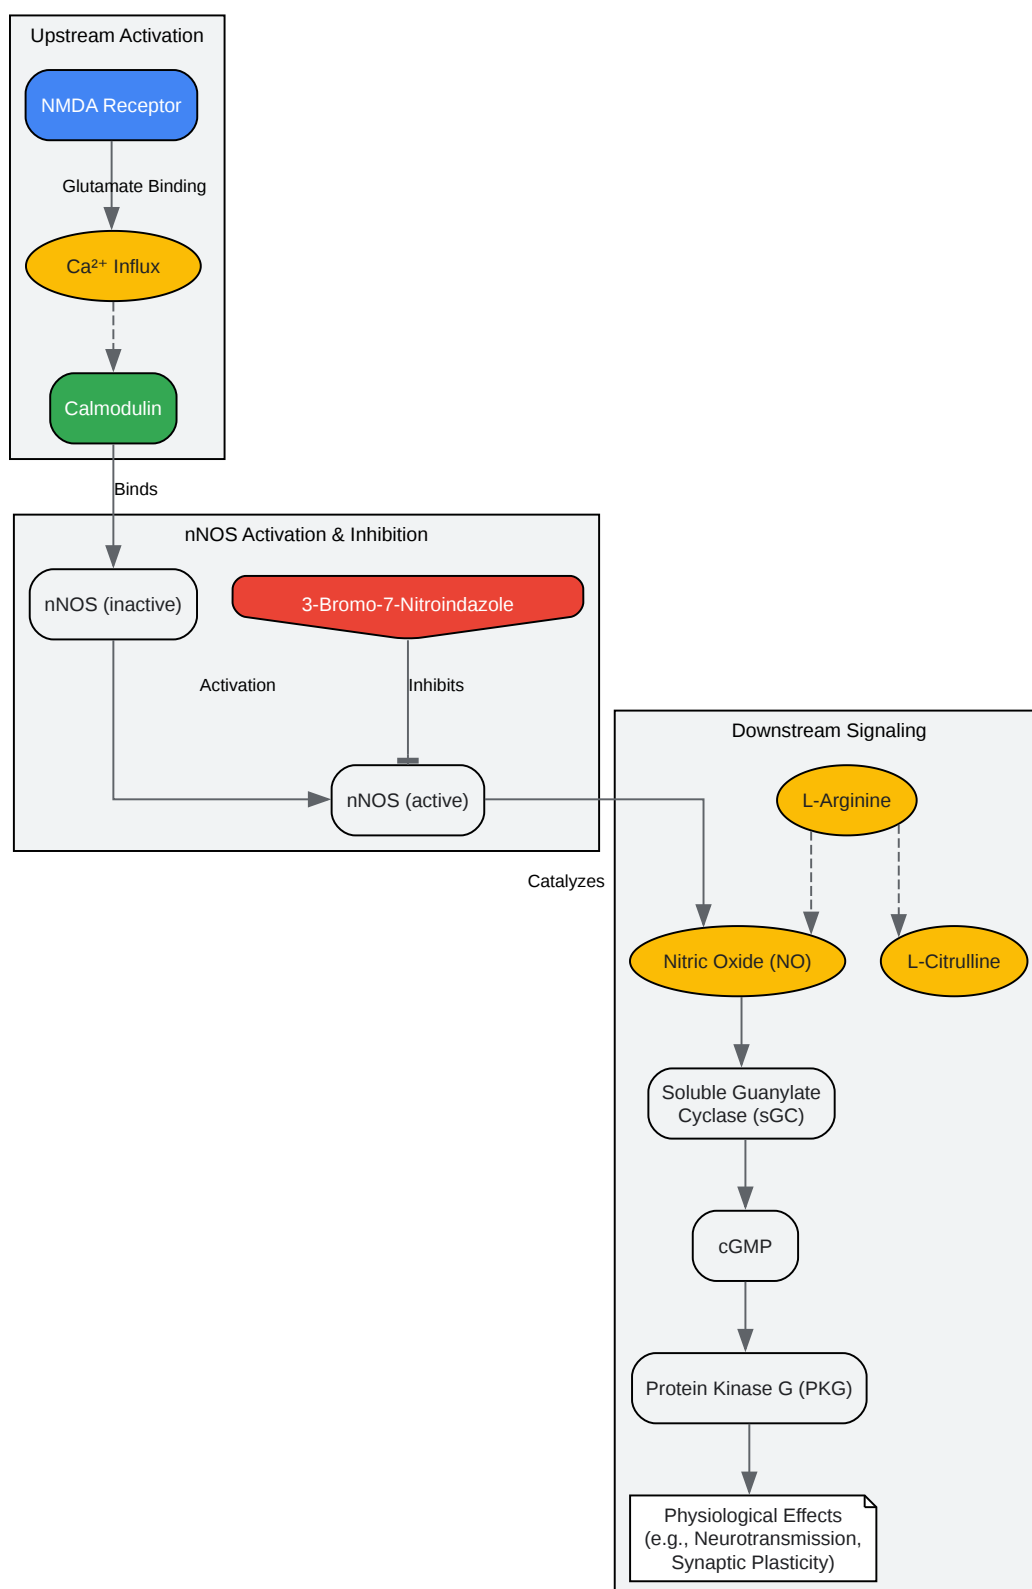 Upstream Activation
NMDA Receptor
Glutamate Binding
Ca²⁺ Influx
Calmodulin
Binds
nNOS Activation & Inhibition
nNOS (inactive)
3-Bromo-7-Nitroindazole
Activation
Inhibits
nNOS (active)
Catalyzes
Downstream Signaling
L-Arginine
Nitric Oxide (NO)
L-Citrulline
Soluble Guanylate
Cyclase (sGC)
cGMP
Protein Kinase G (PKG)
Physiological Effects
(e.g., Neurotransmission,
Synaptic Plasticity)